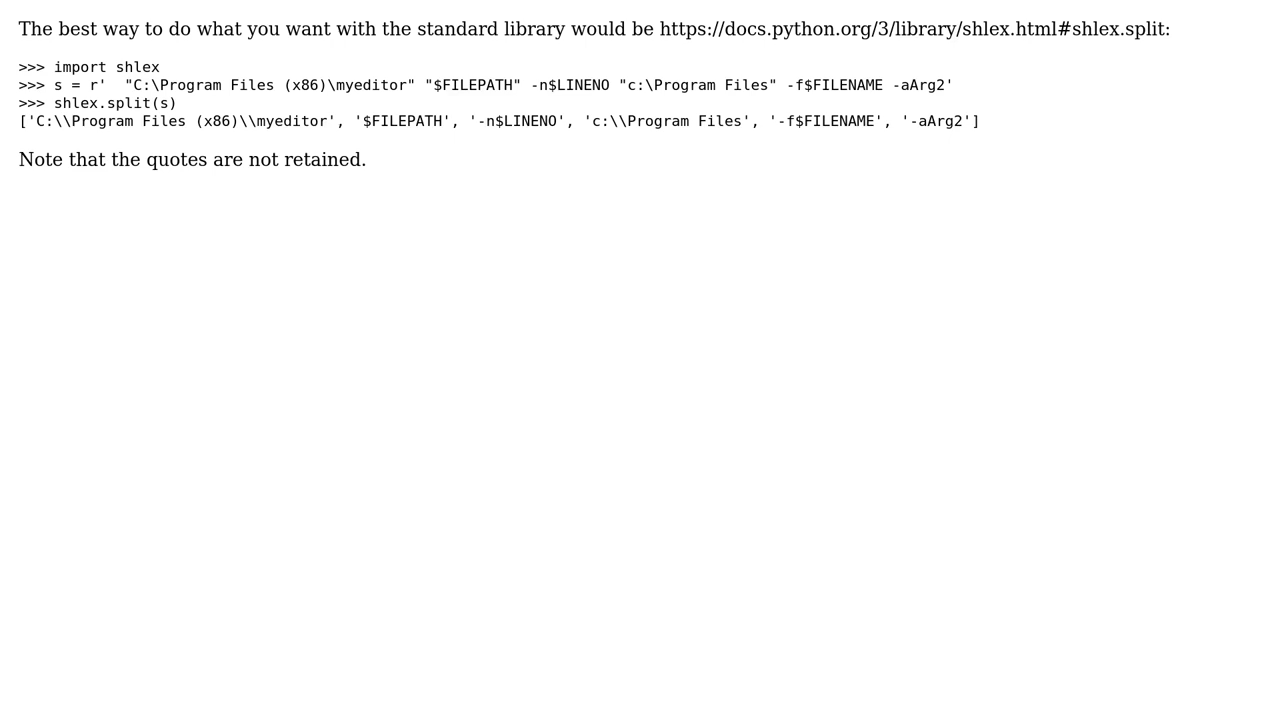 The best way to do what you want with the standard library would be https://docs.python.org/3/library/shlex.html#shlex.split:
>>> import shlex
>>> s = r'  "C:\Program Files (x86)\myeditor" "$FILEPATH" -n$LINENO "c:\Program Files" -f$FILENAME -aArg2'
>>> shlex.split(s)
['C:\\Program Files (x86)\\myeditor', '$FILEPATH', '-n$LINENO', 'c:\\Program Files', '-f$FILENAME', '-aArg2']
Note that the quotes are not retained.